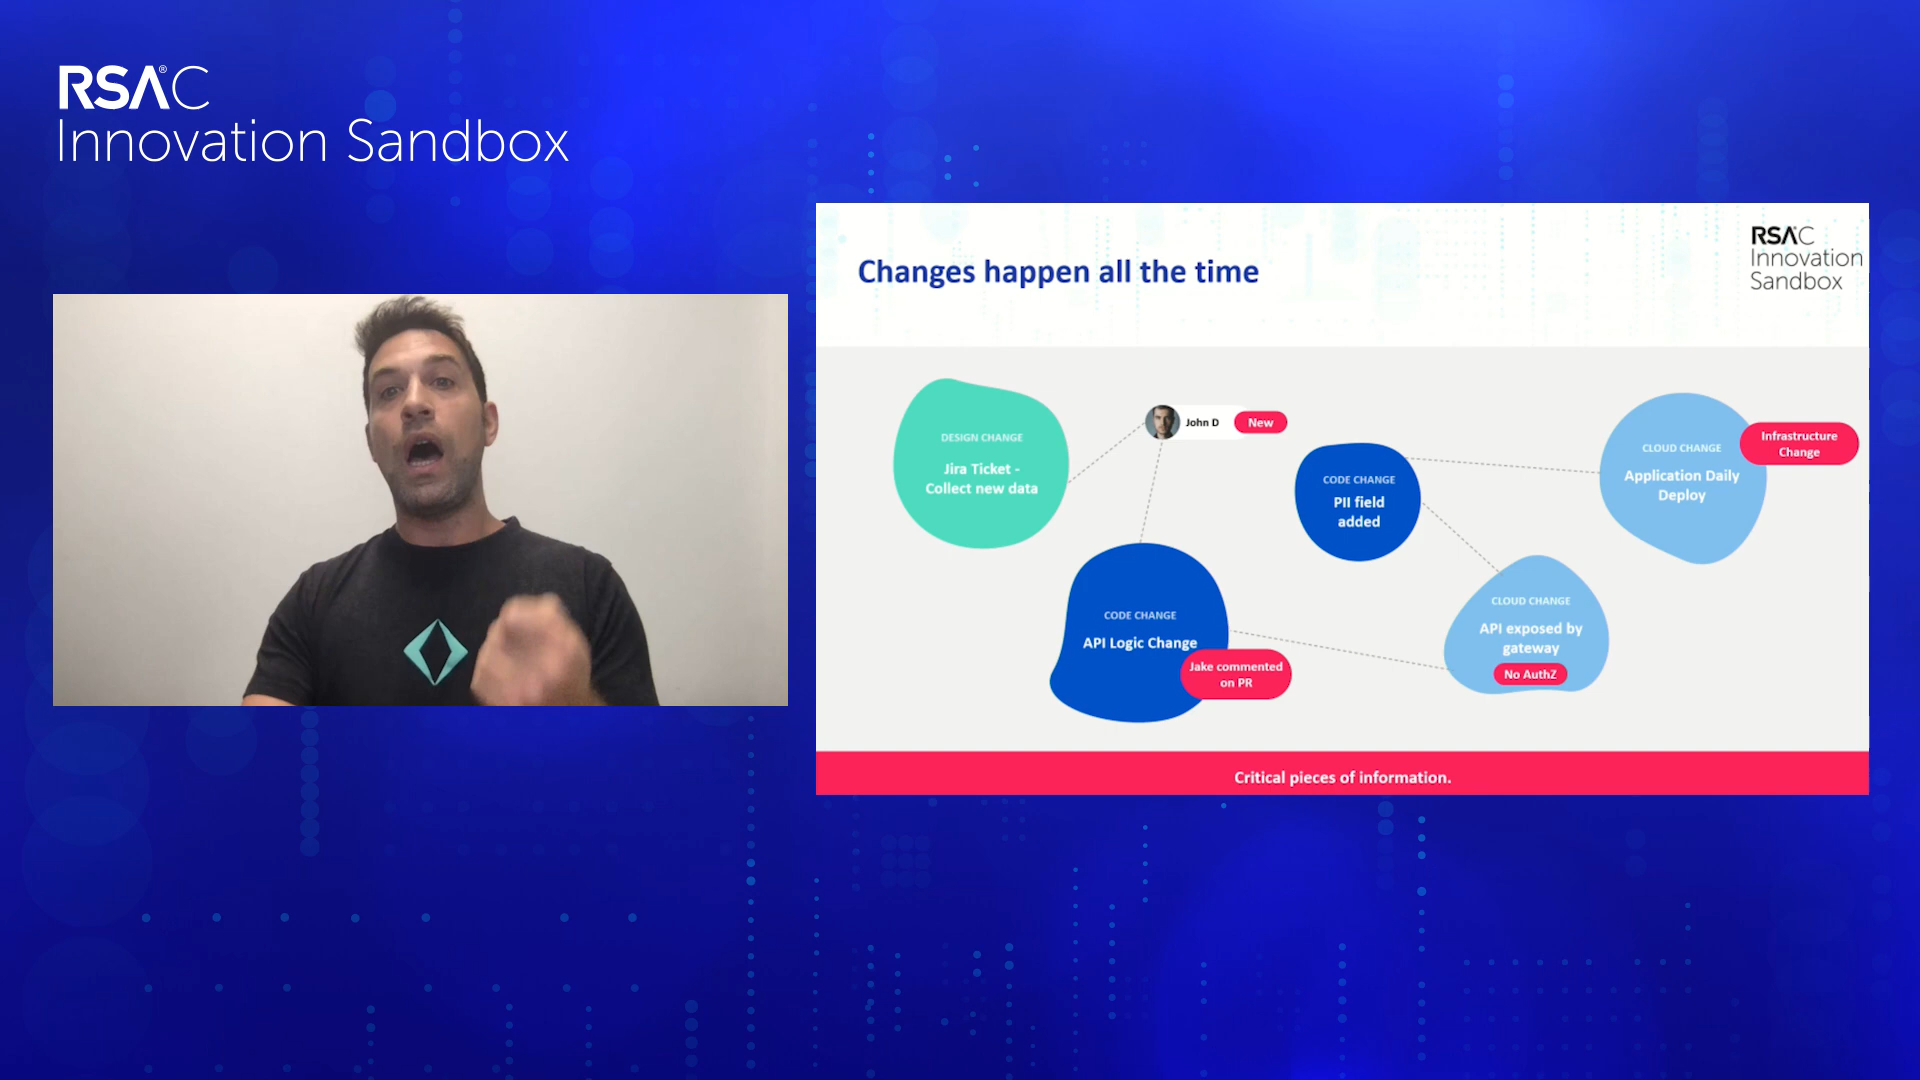 RSA®C
Innovation Sandbox
Changes happen all the time
RSAC
Innovation
Sandbox
DESIGN CHANGE
Jira Ticket -
Collect new data
John D
New
CODE CHANGE
PII field
added
CLOUD CHANGE
Application Daily
Deploy
Infrastructure
Change
CODE CHANGE
API Logic Change
Jake commented
on PR
CLOUD CHANGE
API exposed by
gateway
No AuthZ
Critical pieces of information.